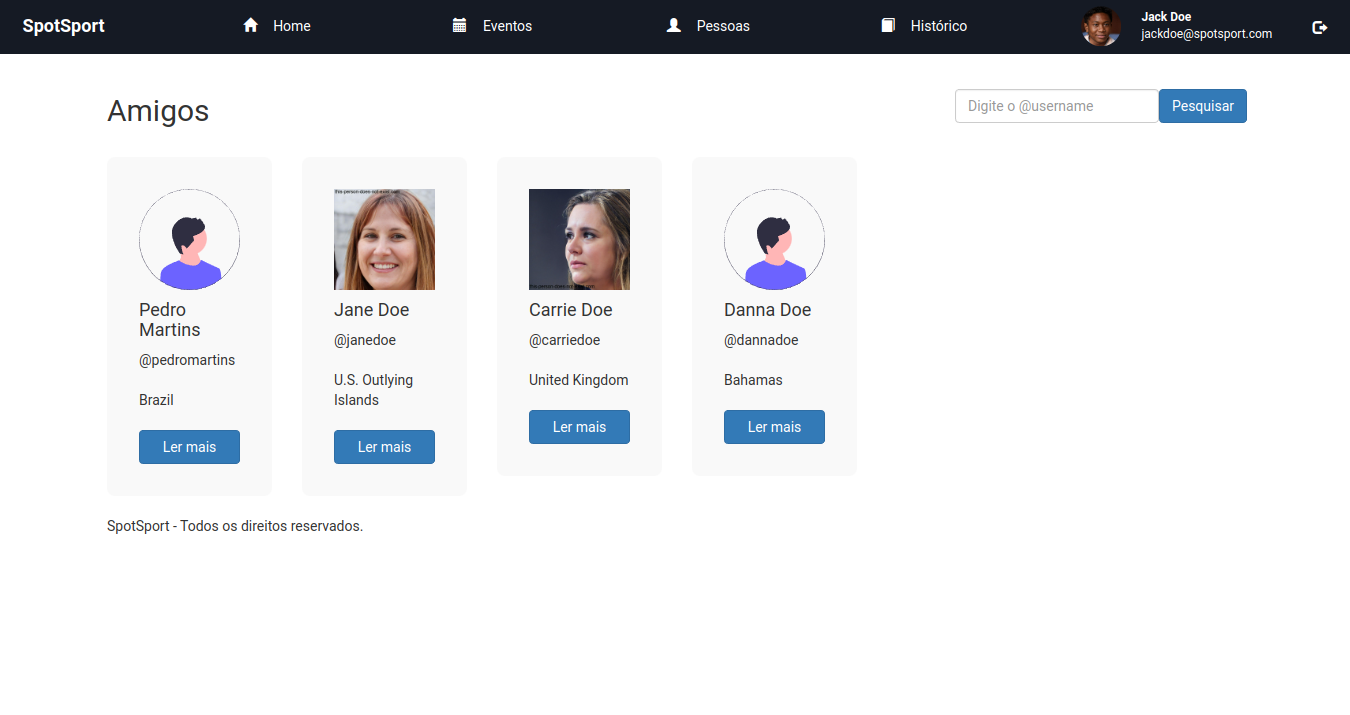 SpotSport
Home
Eventos
Pessoas
Histórico
Jack Doe
jackdoe@spotsport.com
Amigos
Digite o @username
Pesquisar
Pedro
Martins
@pedromartins
Brazil
Ler mais
Jane Doe
@janedoe
U.S. Outlying
Islands
Ler mais
Carrie Doe
@carriedoe
United Kingdom
Ler mais
Danna Doe
@dannadoe
Bahamas
Ler mais
SpotSport - Todos os direitos reservados.